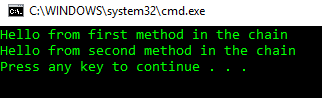 C:\WINDOWS\system32\cmd.exe
Hello from first method in the chain
Hello from second method in the chain
Press any key to continue . . .